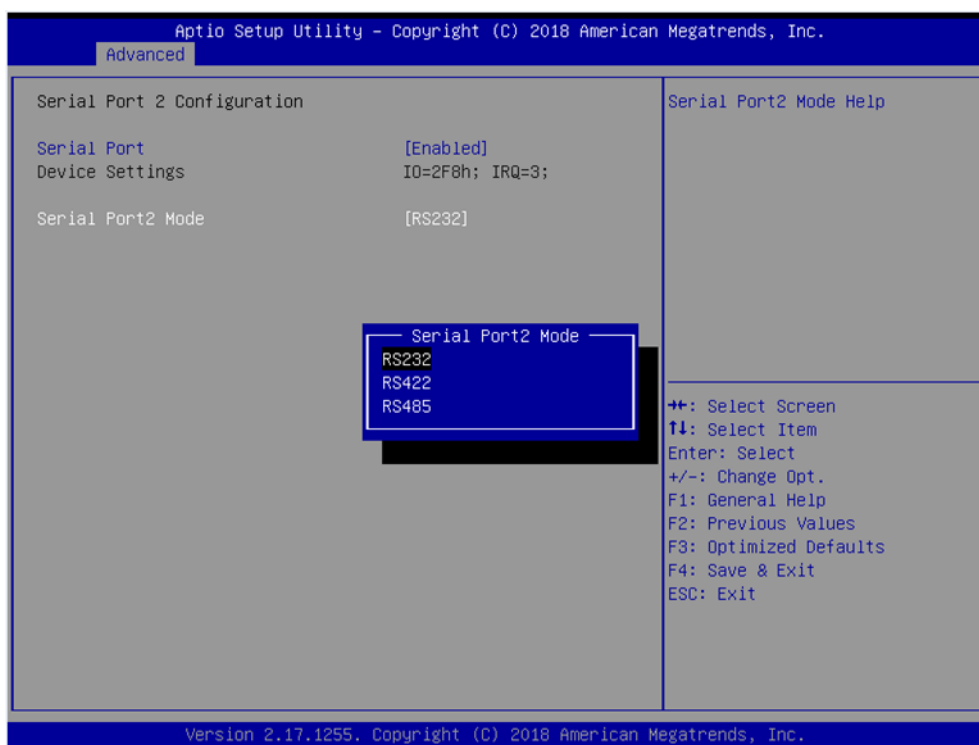 Aptio Setup Utility – Copyright (C) 2018 American Megatrends, Inc.
Advanced
Serial Port 2 Configuration
Serial Port [Enabled]
Device Settings IO=2F8h; IRQ=3;
Serial Port2 Mode [RS232]
Serial Port2 Mode
RS232
RS422
RS485
Serial Port2 Mode Help
→←: Select Screen
↑↓: Select Item
Enter: Select
+/-: Change Opt.
F1: General Help
F2: Previous Values
F3: Optimized Defaults
F4: Save & Exit
ESC: Exit
Version 2.17.1255. Copyright (C) 2018 American Megatrends, Inc.